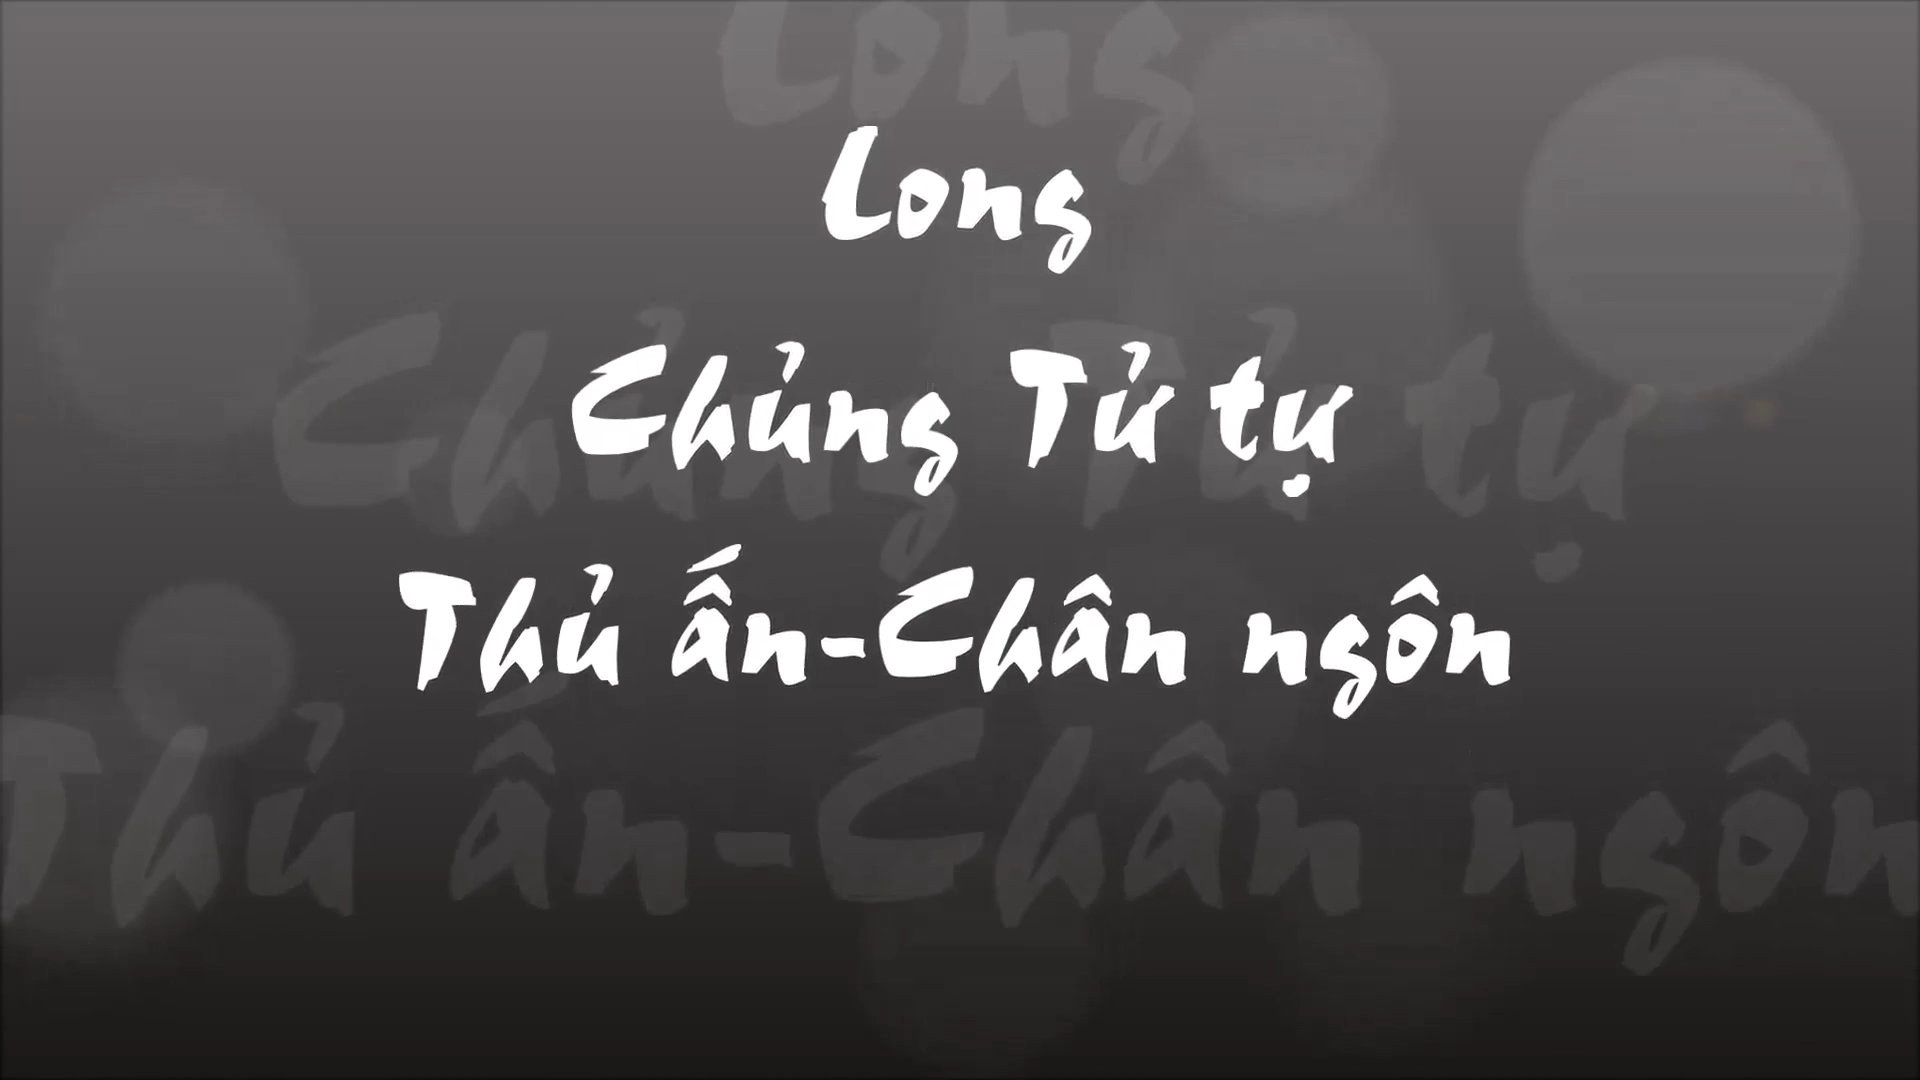 Long
Chủng Tử tự
Thủ ấn-Chân ngôn